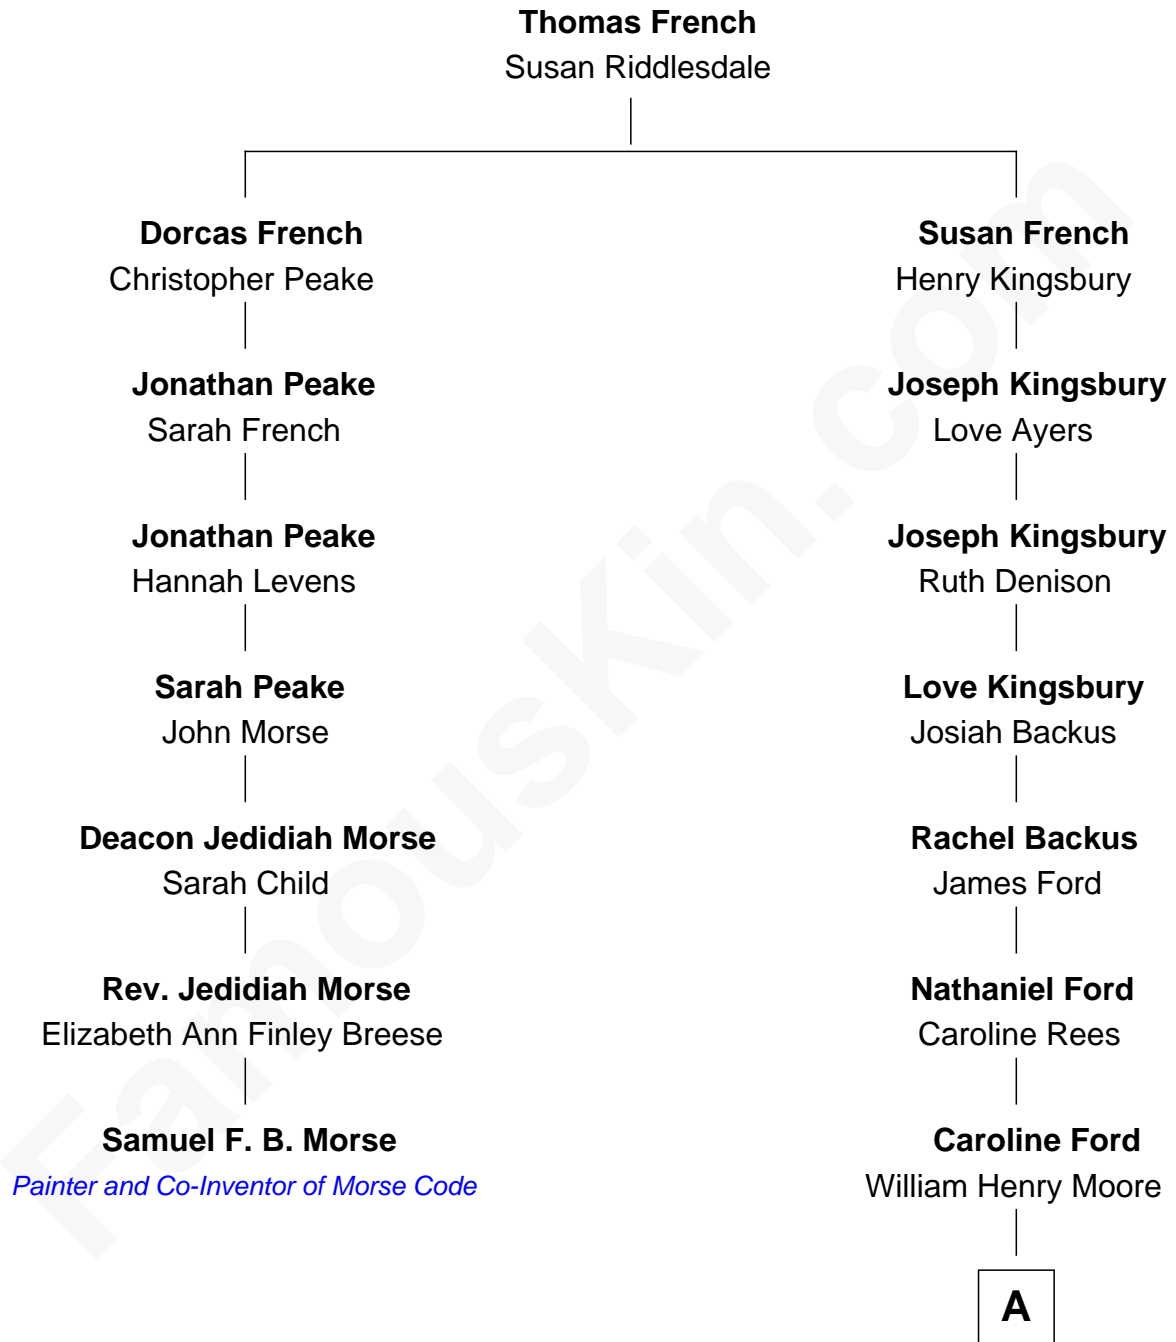 Thomas French
Susan Riddlesdale
Dorcas French
Christopher Peake
Susan French
Henry Kingsbury
Jonathan Peake
Sarah French
Joseph Kingsbury
Love Ayers
Jonathan Peake
Hannah Levens
Joseph Kingsbury
Ruth Denison
Sarah Peake
John Morse
Love Kingsbury
Josiah Backus
Deacon Jedidiah Morse
Sarah Child
Rachel Backus
James Ford
Rev. Jedidiah Morse
Elizabeth Ann Finley Breese
Nathaniel Ford
Caroline Rees
Samuel F. B. Morse
Painter and Co-Inventor of Morse Code
Caroline Ford
William Henry Moore
A
FamousKin.com